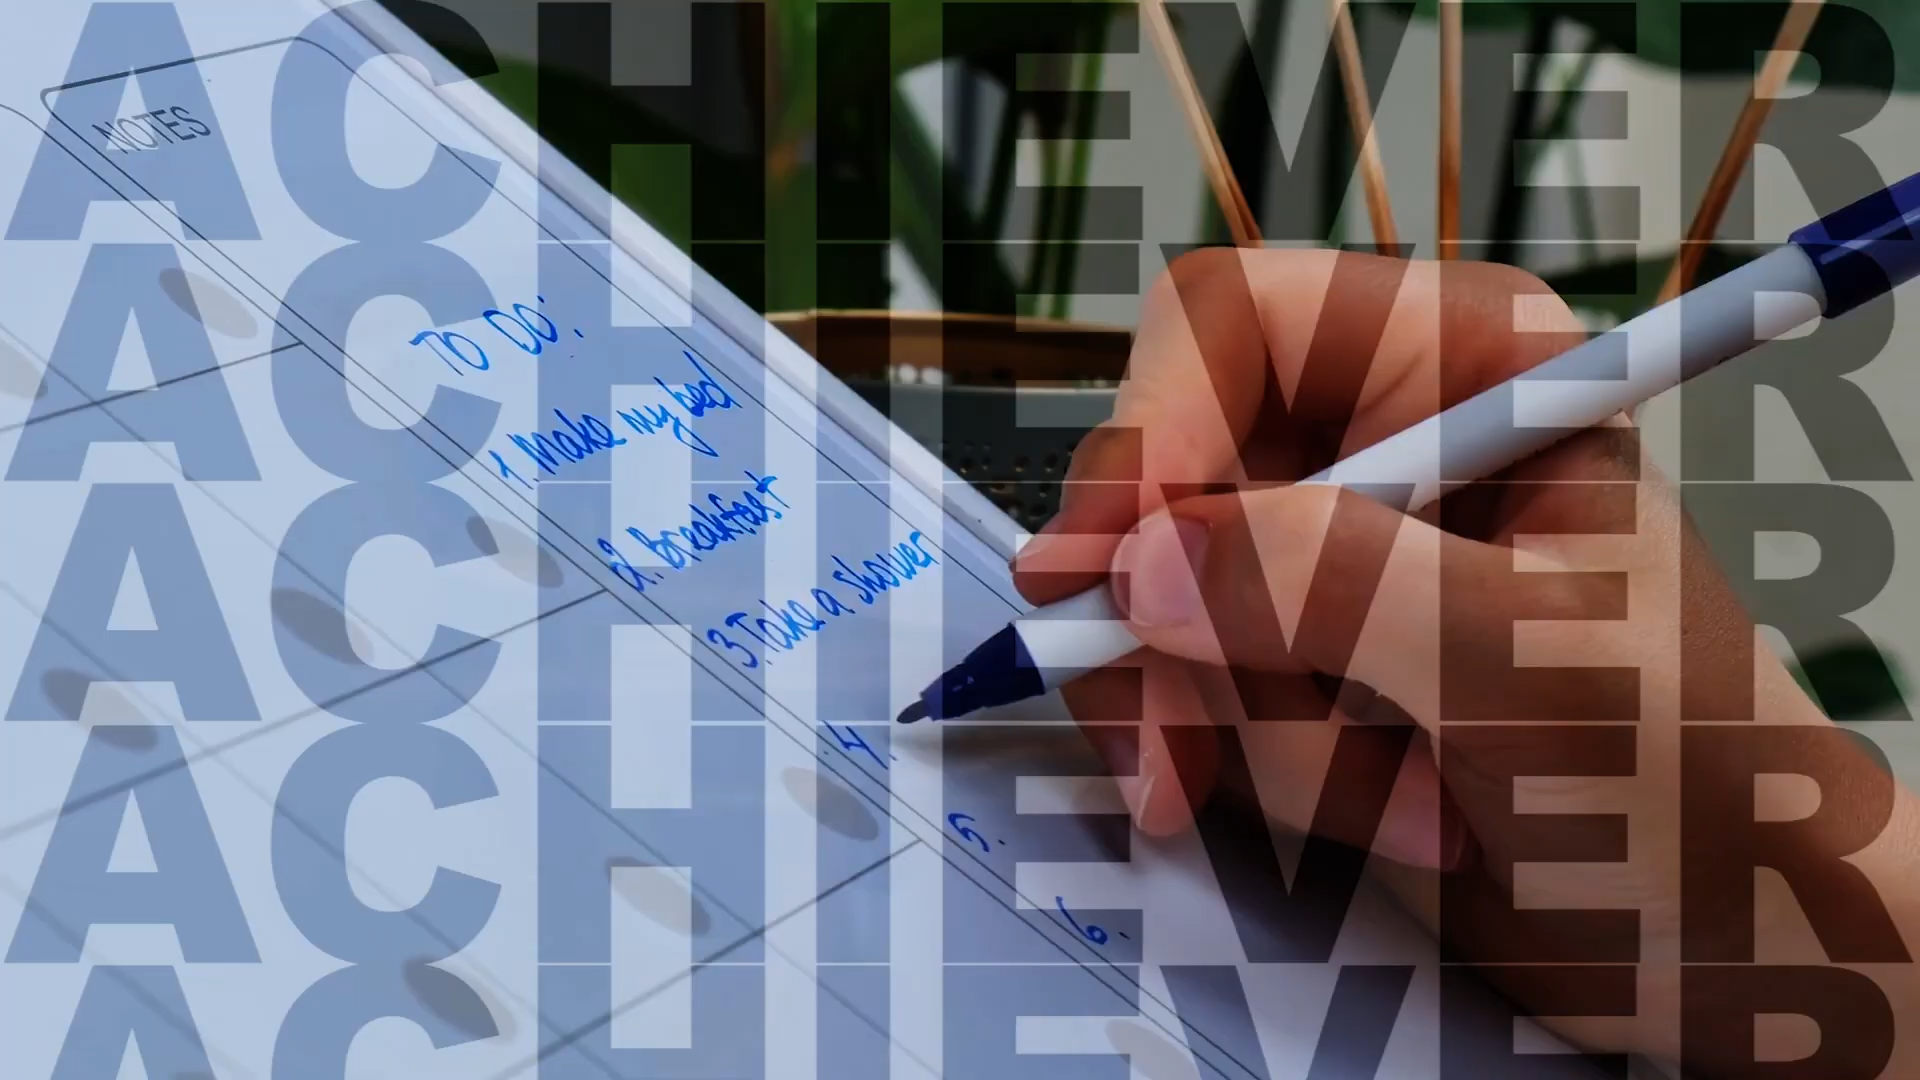 ACHIEVER
ACHIEVER
ACHIEVER
ACHIEVER
ACHIEVER
NOTES
TO DO:
1. Make my bed
2. Breakfast
3. Take a shower
4.
5.
6.